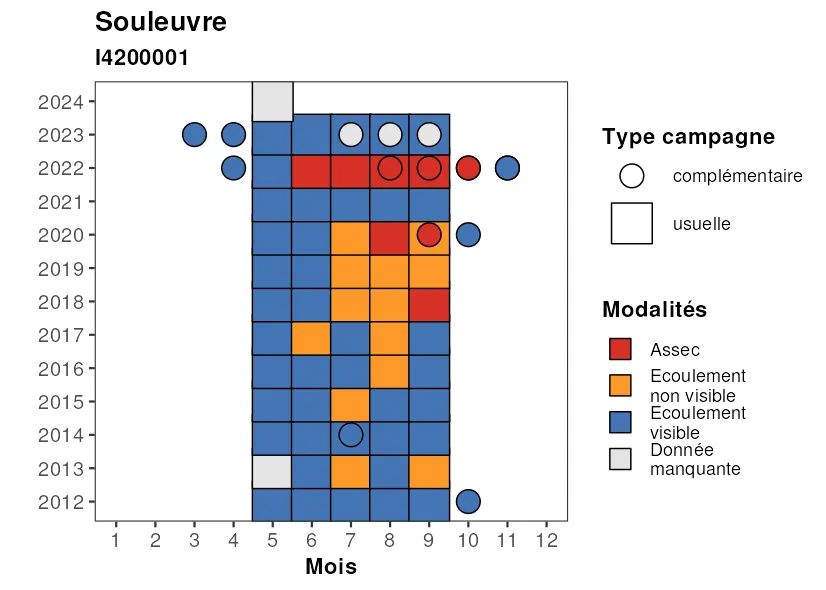 Souleuvre
I4200001
2024
2023
2022
2021
2020
2019
2018
2017
2016
2015
2014
2013
2012
1 2 3 4 5 6 7 8 9 10 11 12
Mois
Type campagne
complémentaire
usuelle
Modalités
Assec
Ecoulement
non visible
Ecoulement
visible
Donnée
manquante